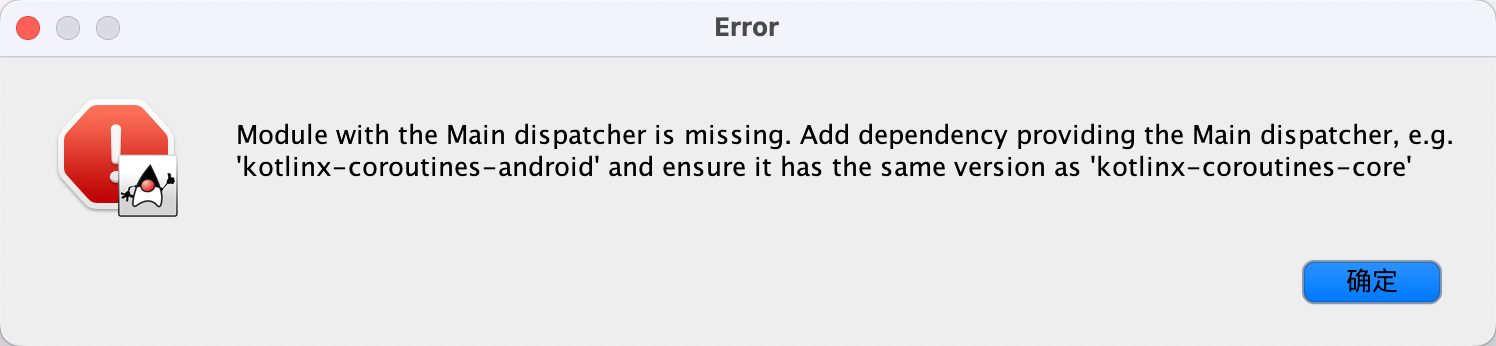 Error
Module with the Main dispatcher is missing. Add dependency providing the Main dispatcher, e.g.
'kotlinx-coroutines-android' and ensure it has the same version as 'kotlinx-coroutines-core'
确定